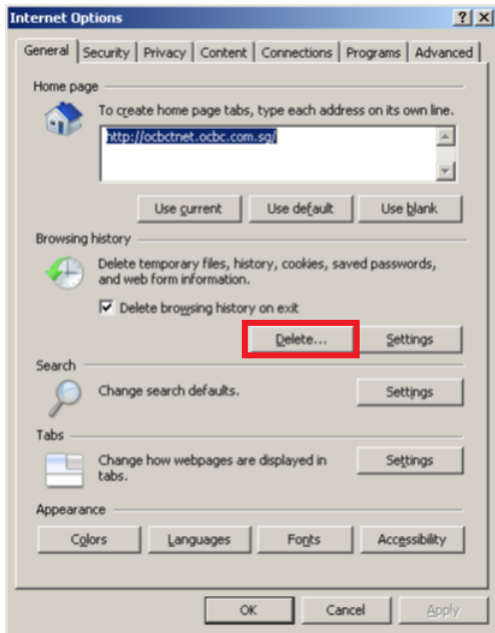 Internet Options
General Security Privacy Content Connections Programs Advanced
Home page
To create home page tabs, type each address on its own line.
http://ocbctnet.ocbc.com.sg/
Use current Use default Use blank
Browsing history
Delete temporary files, history, cookies, saved passwords,
and web form information.
Delete browsing history on exit
Delete... Settings
Search
Change search defaults. Settings
Tabs
Change how webpages are displayed in Settings
tabs.
Appearance
Colors Languages Fonts Accessibility
OK Cancel Apply